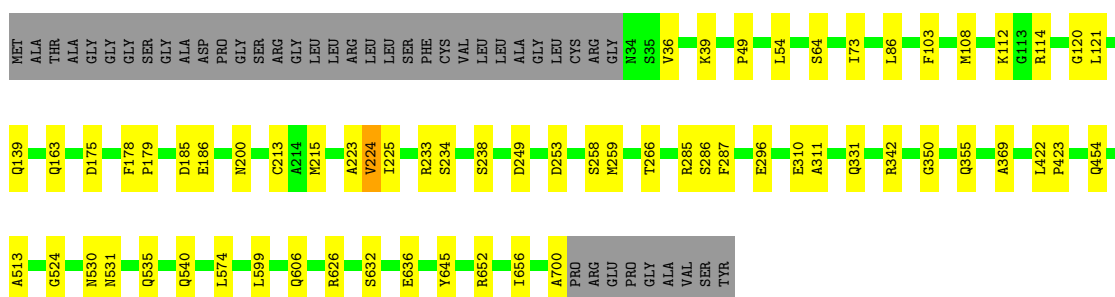 MET ALA THR ALA GLY GLY GLY SER GLY ALA ASP PRO GLY SER ARG GLY LEU LEU ARG LEU LEU SER PHE CYS VAL LEU LEU ALA GLY LEU CYS ARG GLY N34 S35 V36 K39 P49 L54 S64 I73 L86 F103 M108 K112 G113 R114 G120 L121
Q139 Q163 D175 F178 P179 D185 E186 N200 C213 A214 M215 A223 V224 I225 R233 S234 S238 D249 D253 S258 M259 T266 R285 S286 F287 E296 E310 A311 Q331 R342 G350 Q355 A369 L422 P423 Q454
A513 G524 N530 N531 Q535 Q540 L574 L599 Q606 R626 S632 E636 Y645 R652 I656 A700 PRO ARG GLU PRO GLY ALA VAL SER TYR